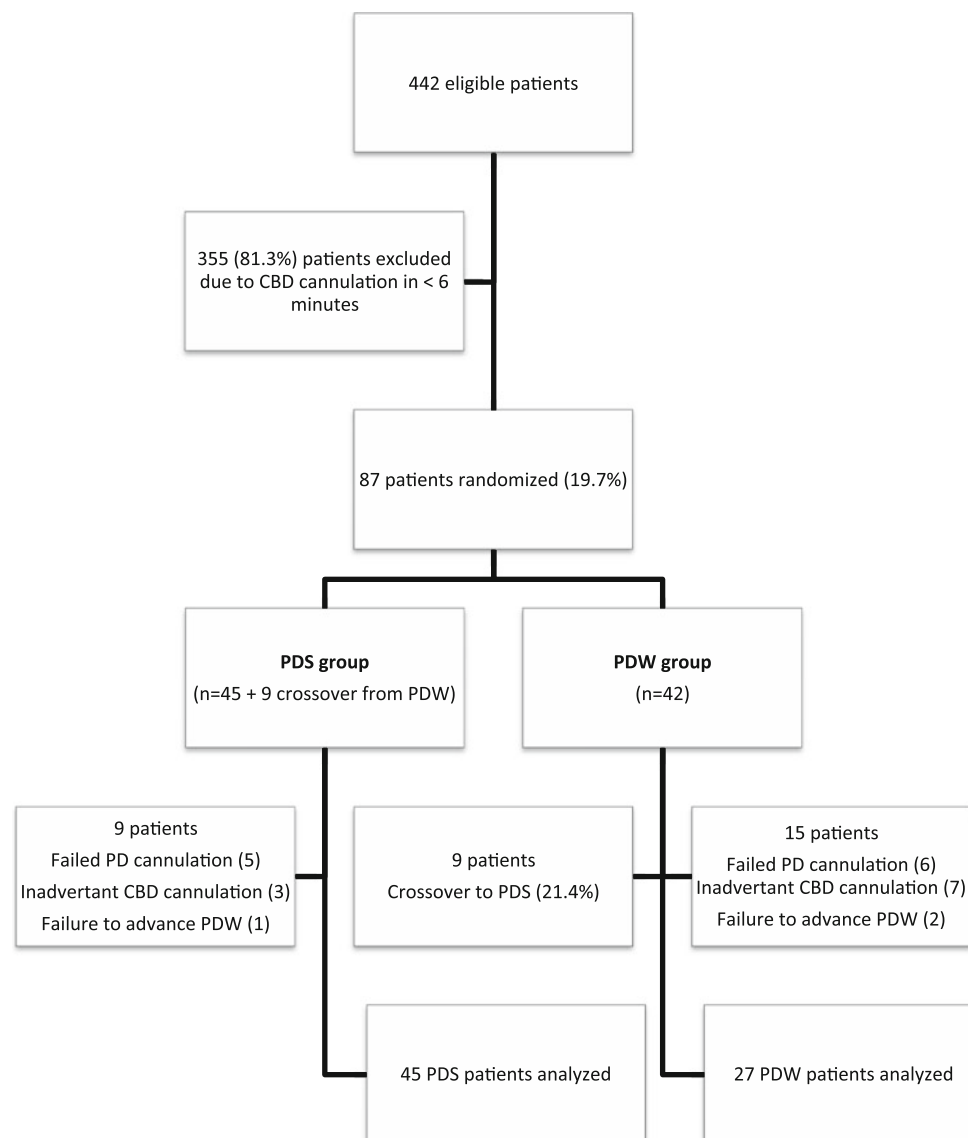 442 eligible patients
355 (81.3%) patients excluded
due to CBD cannulation in < 6
minutes
87 patients randomized (19.7%)
PDS group
(n=45 + 9 crossover from PDW)
PDW group
(n=42)
9 patients
Failed PD cannulation (5)
Inadvertant CBD cannulation (3)
Failure to advance PDW (1)
9 patients
Crossover to PDS (21.4%)
15 patients
Failed PD cannulation (6)
Inadvertant CBD cannulation (7)
Failure to advance PDW (2)
45 PDS patients analyzed
27 PDW patients analyzed